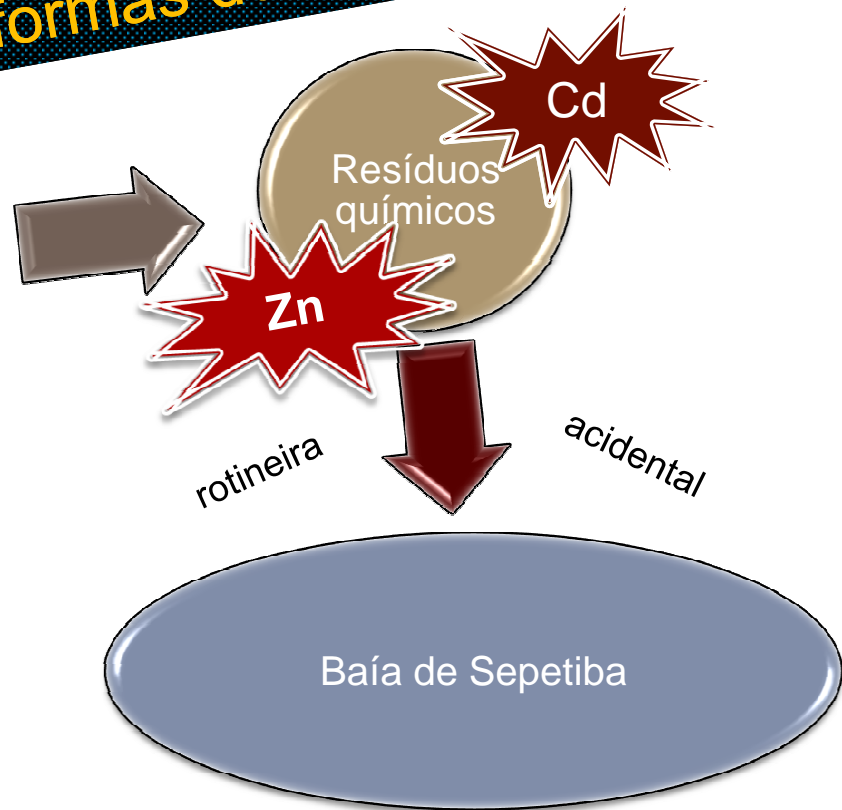 formas
Cd
Resíduos
químicos
Zn
rotineira
acidental
Baía de Sepetiba